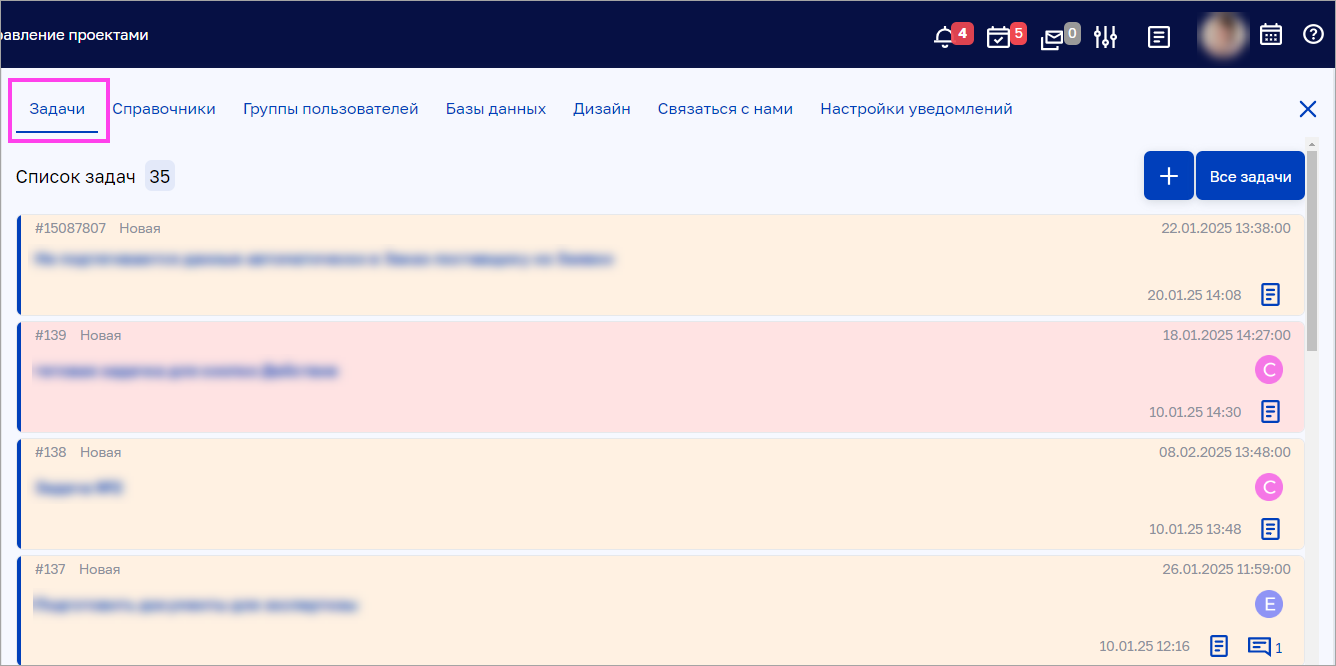 равление проектами
4
5
0
Задачи Справочники Группы пользователей Базы данных Дизайн Связаться с нами Настройки уведомлений
Список задач 35
+ Все задачи
#15087807 Новая 22.01.2025 13:38:00
20.01.25 14:08
#139 Новая 18.01.2025 14:27:00
C
10.01.25 14:30
#138 Новая 08.02.2025 13:48:00
C
10.01.25 13:48
#137 Новая 26.01.2025 11:59:00
E
10.01.25 12:16 1